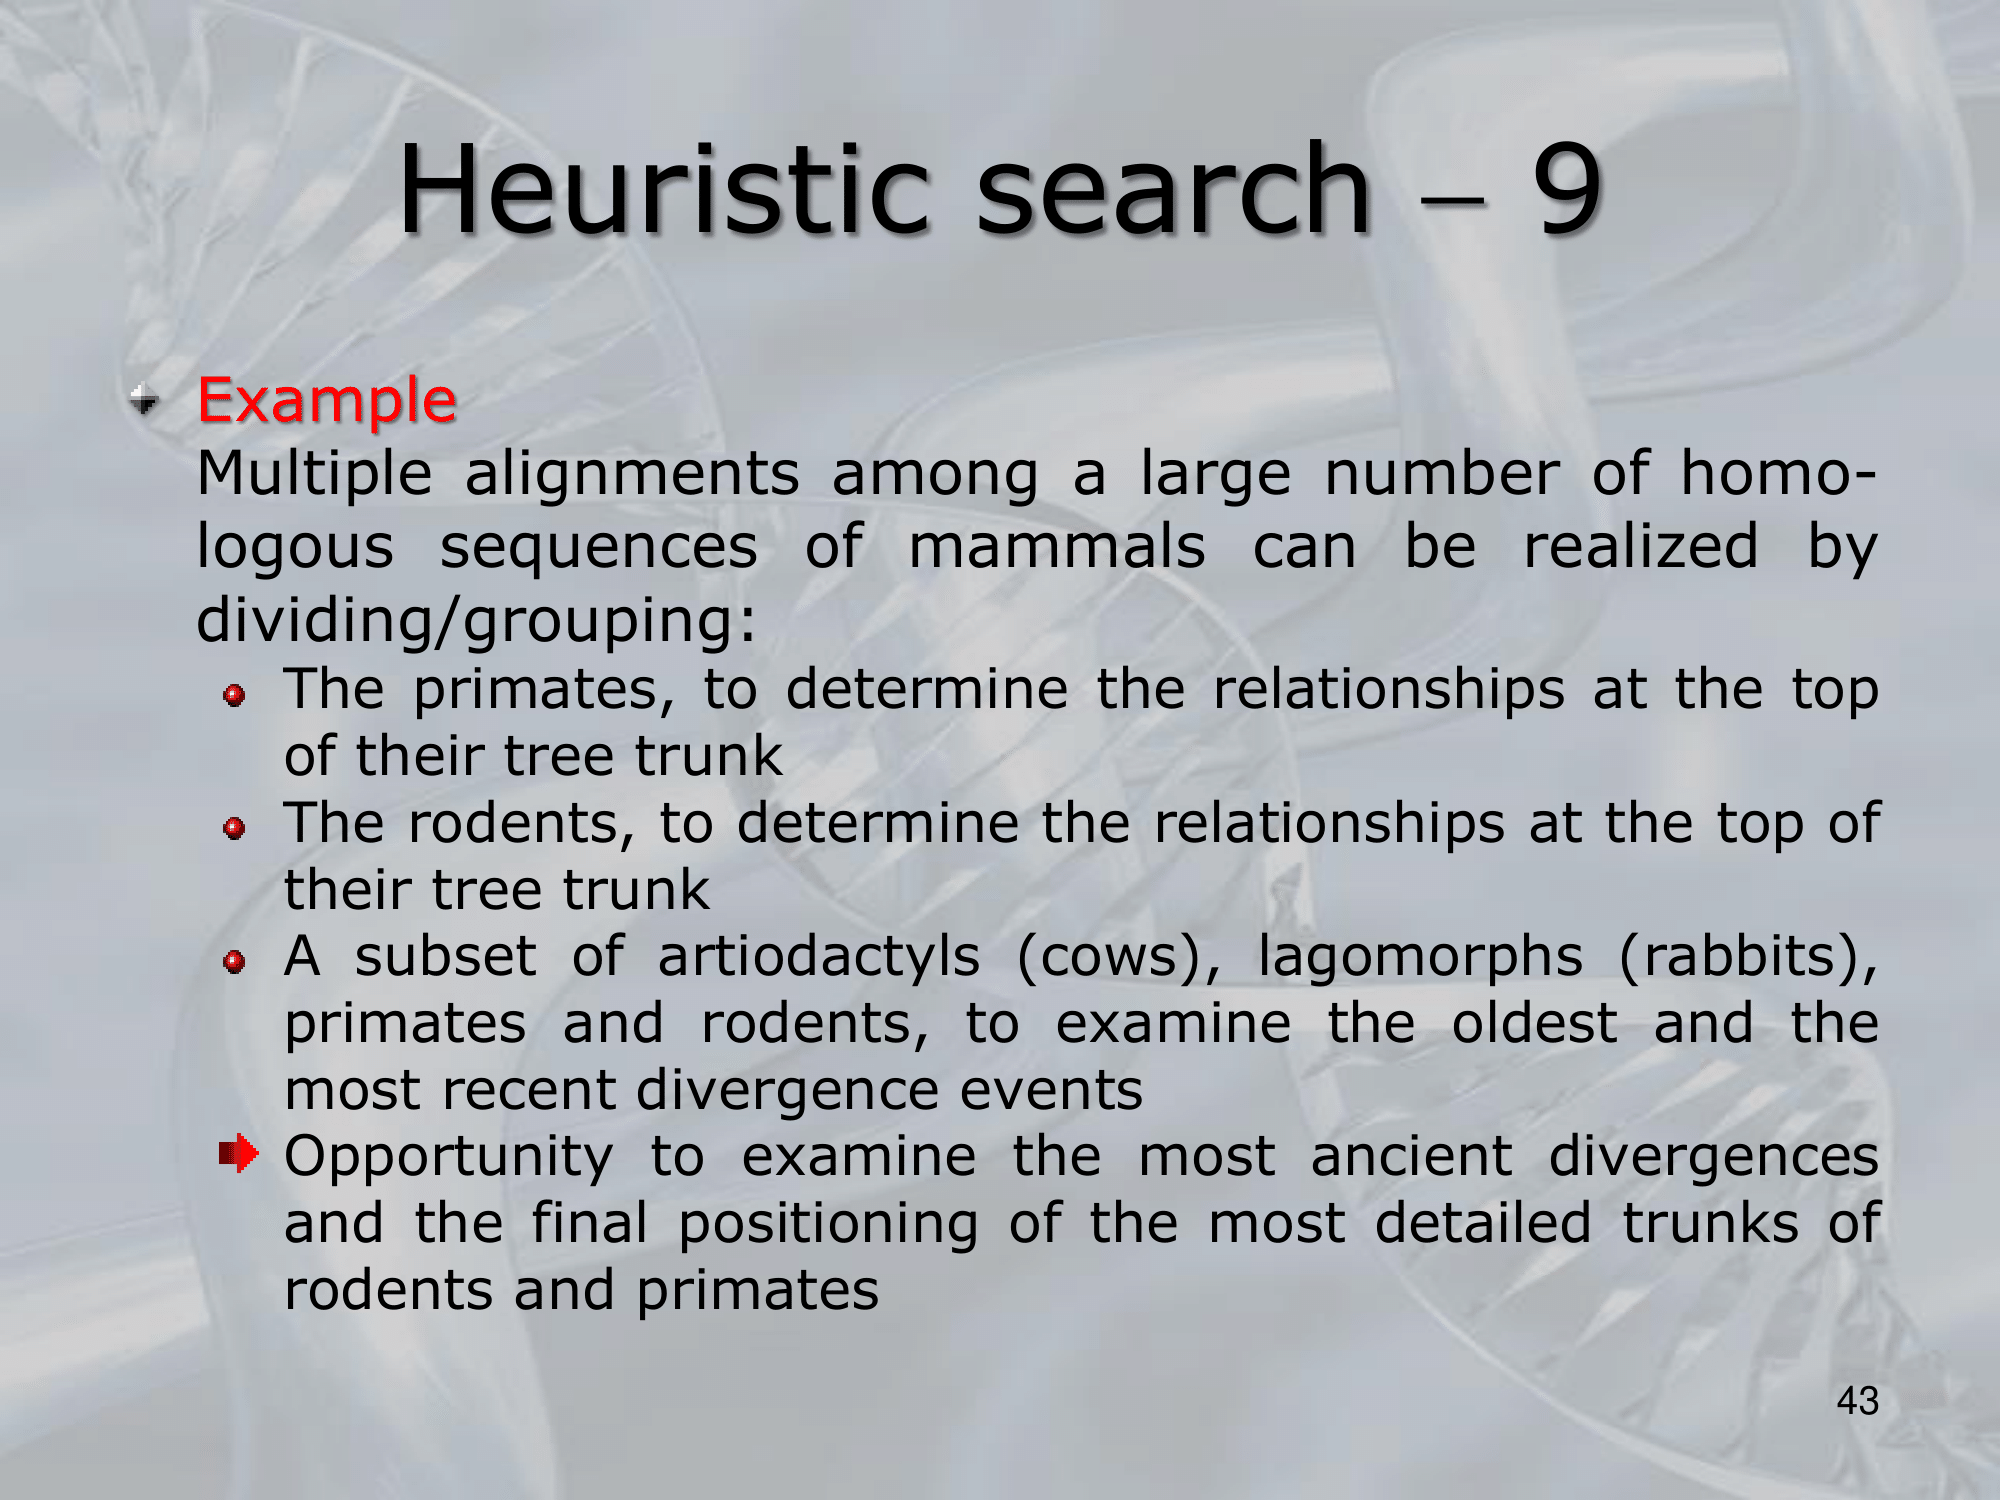 Heuristic search – 9
Example
Multiple alignments among a large number of homo-
logous sequences of mammals can be realized by
dividing/grouping:
The primates, to determine the relationships at the top
of their tree trunk
The rodents, to determine the relationships at the top of
their tree trunk
A subset of artiodactyls (cows), lagomorphs (rabbits),
primates and rodents, to examine the oldest and the
most recent divergence events
Opportunity to examine the most ancient divergences
and the final positioning of the most detailed trunks of
rodents and primates
43